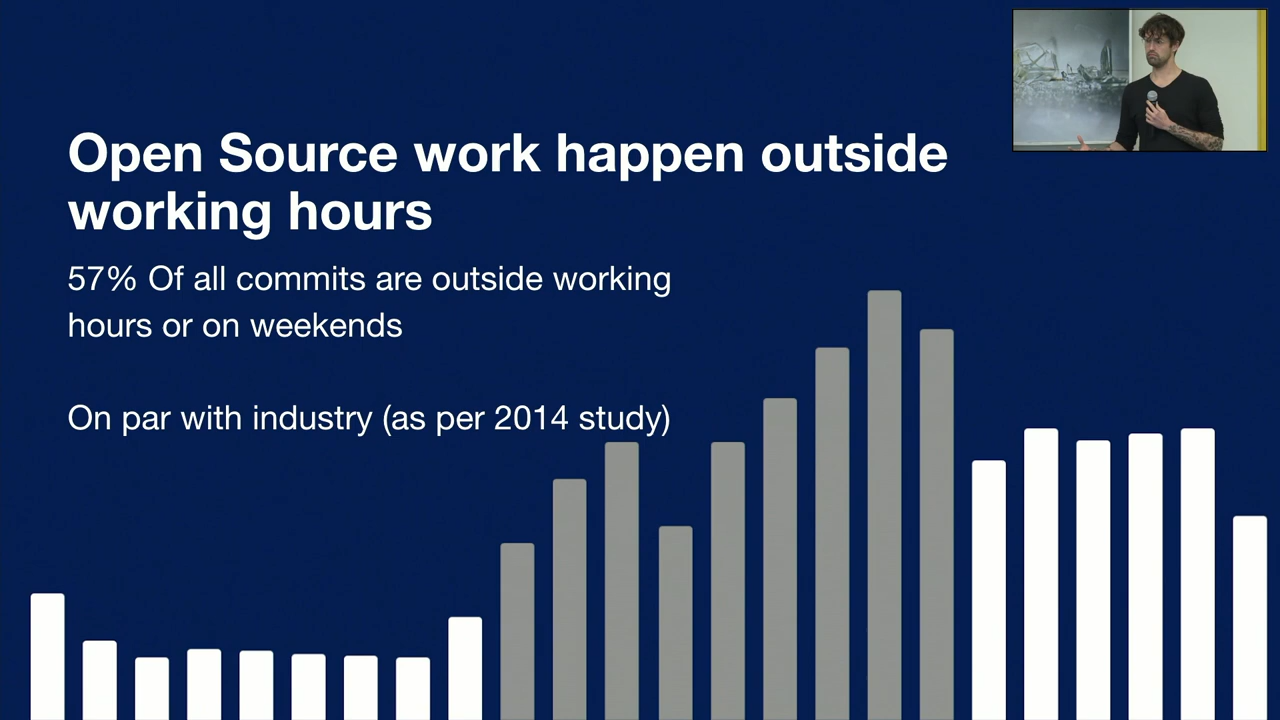 Open Source work happen outside
working hours
57% Of all commits are outside working
hours or on weekends
On par with industry (as per 2014 study)